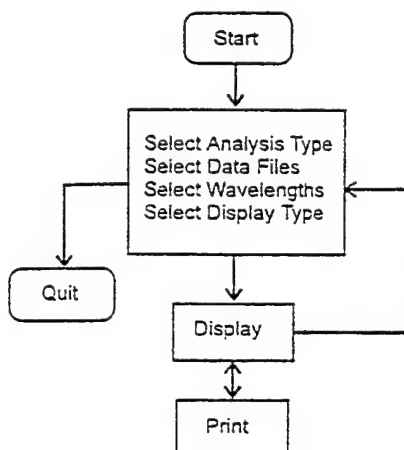 Start
Select Analysis Type
Select Data Files
Select Wavelengths
Select Display Type
Quit
Display
Print